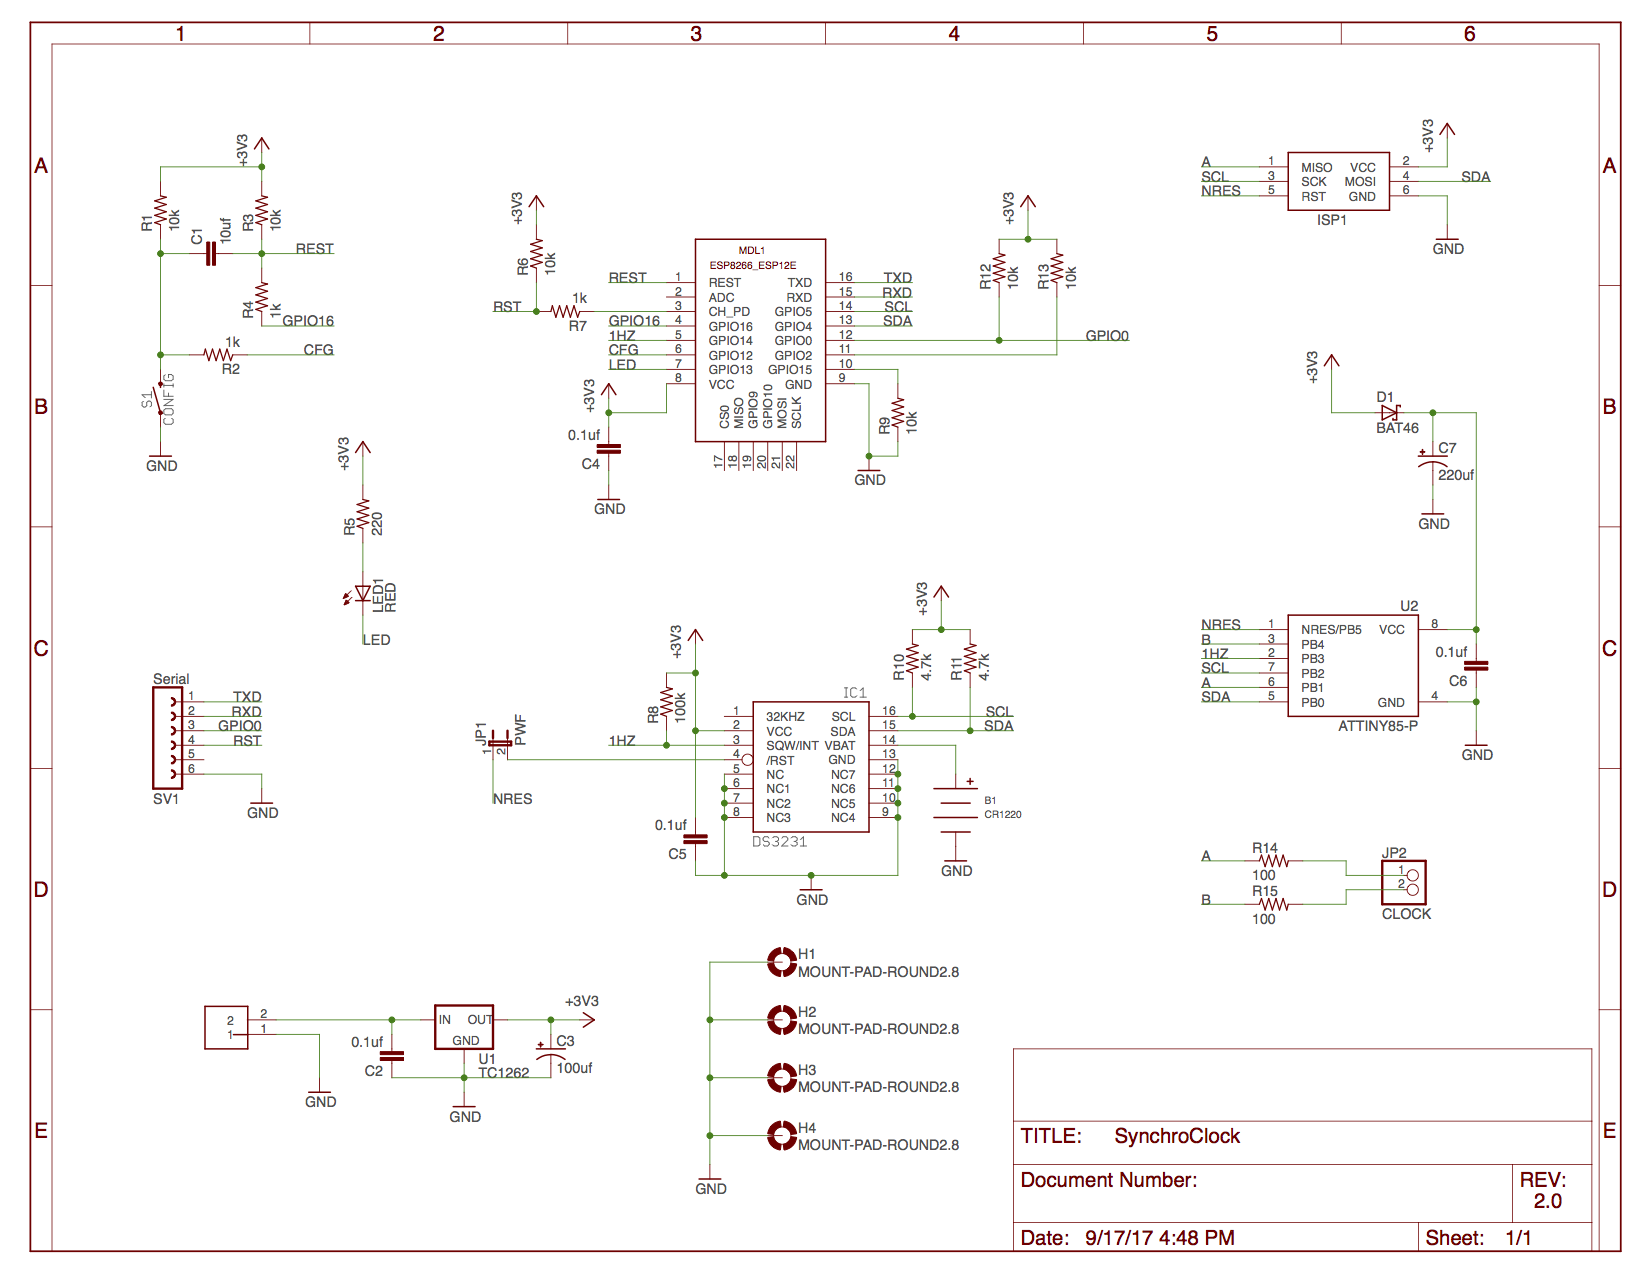 1 2 3 4 5 6
A A
B B
C C
D D
E E
+3V3
R1
10k
R3
10k
C1
10uf
REST
R4
1k
GPIO16
1k
R2
CFG
S1
CONFIG
GND
+3V3
R5
220
LED1
RED
LED
Serial
1 TXD
2 RXD
3 GPIO0
4 RST
5
6
SV1
GND
+3V3
R6
10k
RST
1k
R7
MDL1
ESP8266_ESP12E
REST 1 REST TXD 16 TXD
2 ADC RXD 15 RXD
3 CH_PD GPIO5 14 SCL
GPIO16 4 GPIO16 GPIO4 13 SDA
1HZ 5 GPIO14 GPIO0 12 GPIO0
CFG 6 GPIO12 GPIO2 11
LED 7 GPIO13 GPIO15 10
8 VCC GND 9
CS0 MISO GPIO9 GPIO10 MOSI SCLK
17 18 19 20 21 22
+3V3
0.1uf
C4
GND
+3V3
R12
10k
R13
10k
R9
10k
GND
+3V3
A 1 MISO VCC 2
SCL 3 SCK MOSI 4 SDA
NRES 5 RST GND 6
ISP1
GND
+3V3
D1
BAT46
C7
220uf
GND
U2
NRES 1 NRES/PB5 VCC 8
B 3 PB4
1HZ 2 PB3
SCL 7 PB2
A 6 PB1
SDA 5 PB0 GND 4
ATTINY85-P
0.1uf
C6
GND
JP1
1 2
PWF
NRES
+3V3
R8
100k
1HZ
+3V3
R10
4.7k
R11
4.7k
IC1
1 32KHZ SCL 16 SCL
2 VCC SDA 15 SDA
3 SQW/INT VBAT 14
4 /RST GND 13
5 NC NC7 12
6 NC1 NC6 11
7 NC2 NC5 10
8 NC3 NC4 9
DS3231
0.1uf
C5
GND
B1
CR1220
GND
A R14
100
B R15
100
JP2
1
2
CLOCK
H1
MOUNT-PAD-ROUND2.8
H2
MOUNT-PAD-ROUND2.8
H3
MOUNT-PAD-ROUND2.8
H4
MOUNT-PAD-ROUND2.8
GND
2 2
1 1
GND
0.1uf
C2
IN OUT
GND
U1
TC1262
GND
+3V3
C3
100uf
TITLE: SynchroClock
Document Number:
REV:
2.0
Date: 9/17/17 4:48 PM
Sheet: 1/1